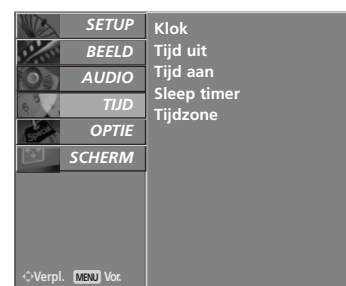 SETUP
BEELD
AUDIO
TIJD
OPTIE
SCHERM
Klok
Tijd uit
Tijd aan
Sleep timer
Tijdzone
Verpl. MENU Vor.